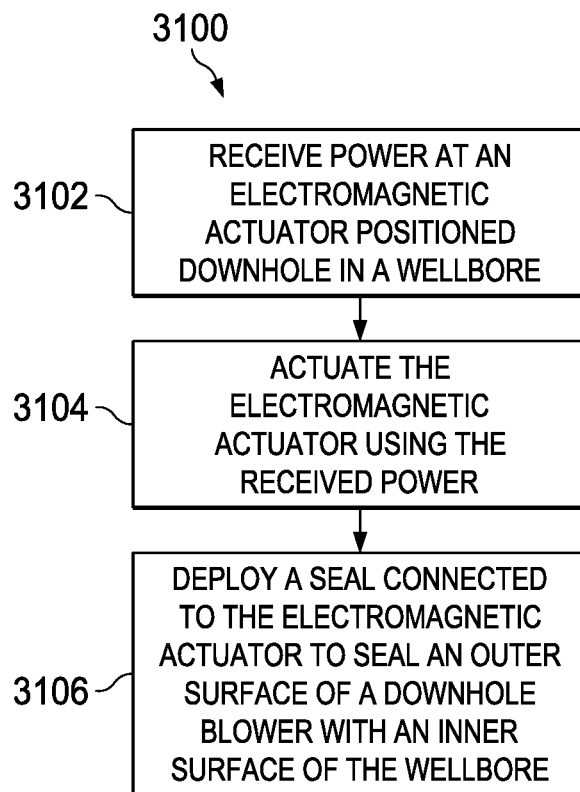 3100
3102
RECEIVE POWER AT AN
ELECTROMAGNETIC
ACTUATOR POSITIONED
DOWNHOLE IN A WELLBORE
3104
ACTUATE THE
ELECTROMAGNETIC
ACTUATOR USING THE
RECEIVED POWER
3106
DEPLOY A SEAL CONNECTED
TO THE ELECTROMAGNETIC
ACTUATOR TO SEAL AN OUTER
SURFACE OF A DOWNHOLE
BLOWER WITH AN INNER
SURFACE OF THE WELLBORE